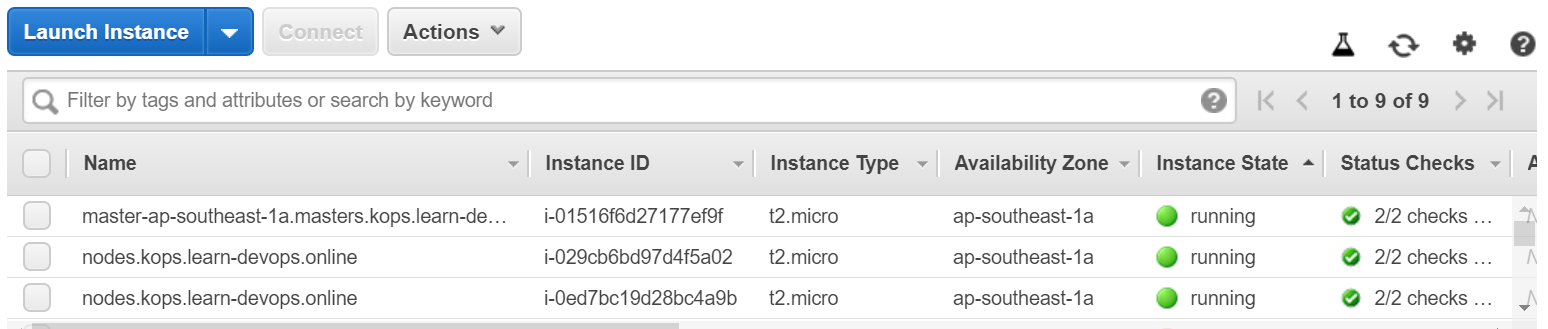 Launch Instance Connect Actions
Filter by tags and attributes or search by keyword 1 to 9 of 9
Name Instance ID Instance Type Availability Zone Instance State Status Checks A
master-ap-southeast-1a.masters.kops.learn-de… i-01516f6d27177ef9f t2.micro ap-southeast-1a running 2/2 checks …
nodes.kops.learn-devops.online i-029cb6bd97d4f5a02 t2.micro ap-southeast-1a running 2/2 checks …
nodes.kops.learn-devops.online i-0ed7bc19d28bc4a9b t2.micro ap-southeast-1a running 2/2 checks …